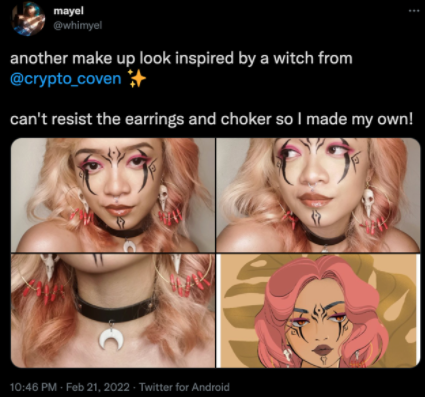 mayel
@whimyel
another make up look inspired by a witch from
@crypto_coven ✨
can't resist the earrings and choker so I made my own!
10:46 PM · Feb 21, 2022 · Twitter for Android